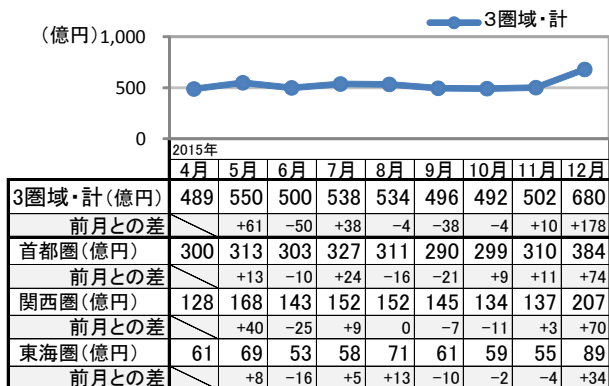 3圏域・計
(億円)1,000
500
0
2015年
4月 5月 6月 7月 8月 9月 10月 11月 12月
3圏域・計(億円) 489 550 500 538 534 496 492 502 680
前月との差 +61 −50 +38 −4 −38 −4 +10 +178
首都圏(億円) 300 313 303 327 311 290 299 310 384
前月との差 +13 −10 +24 −16 −21 +9 +11 +74
関西圏(億円) 128 168 143 152 152 145 134 137 207
前月との差 +40 −25 +9 0 −7 −11 +3 +70
東海圏(億円) 61 69 53 58 71 61 59 55 89
前月との差 +8 −16 +5 +13 −10 −2 −4 +34